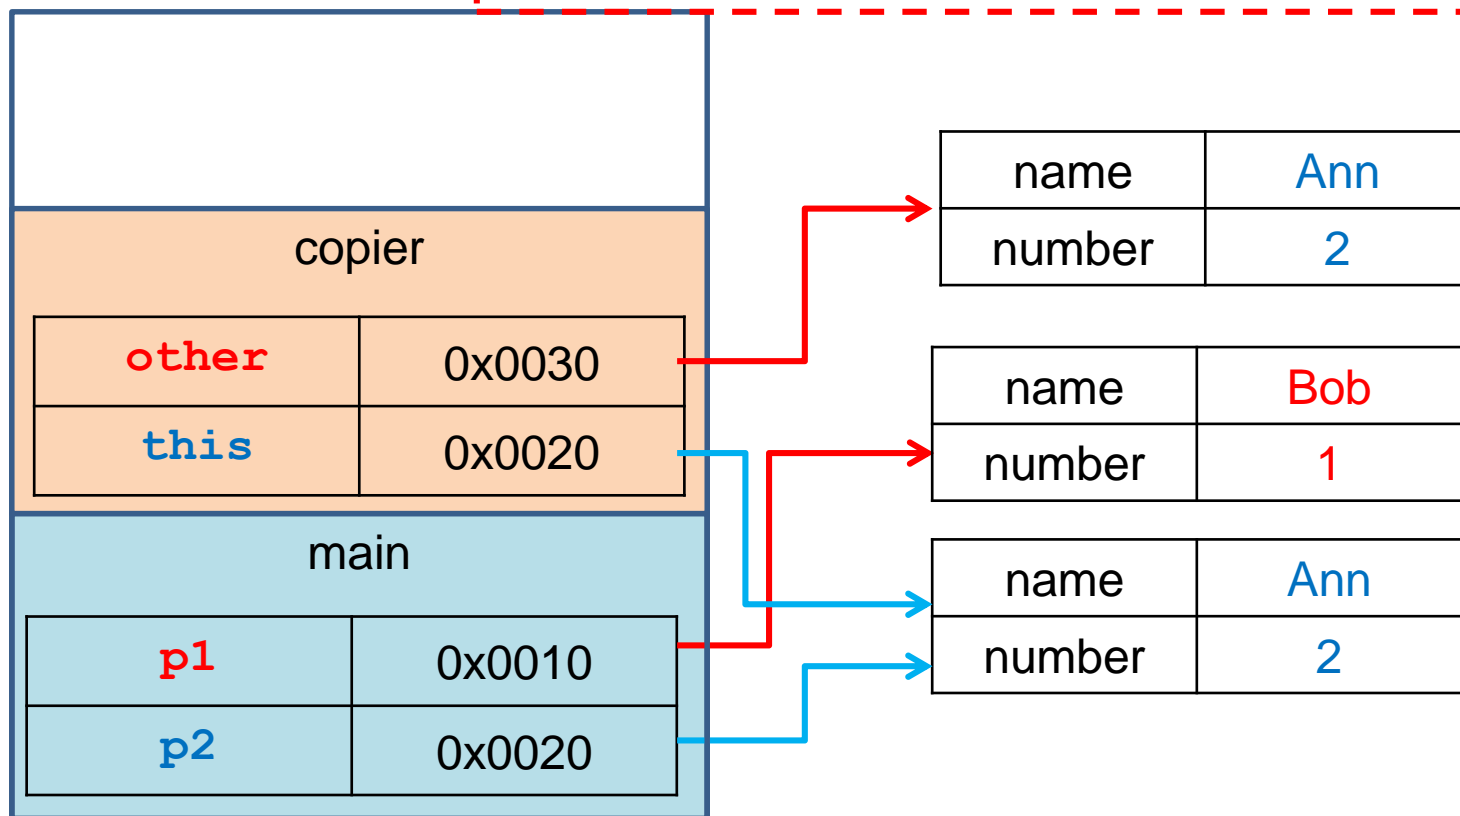 copier
other 0x0030
this 0x0020
main
p1 0x0010
p2 0x0020
name Ann
number 2
name Bob
number 1
name Ann
number 2